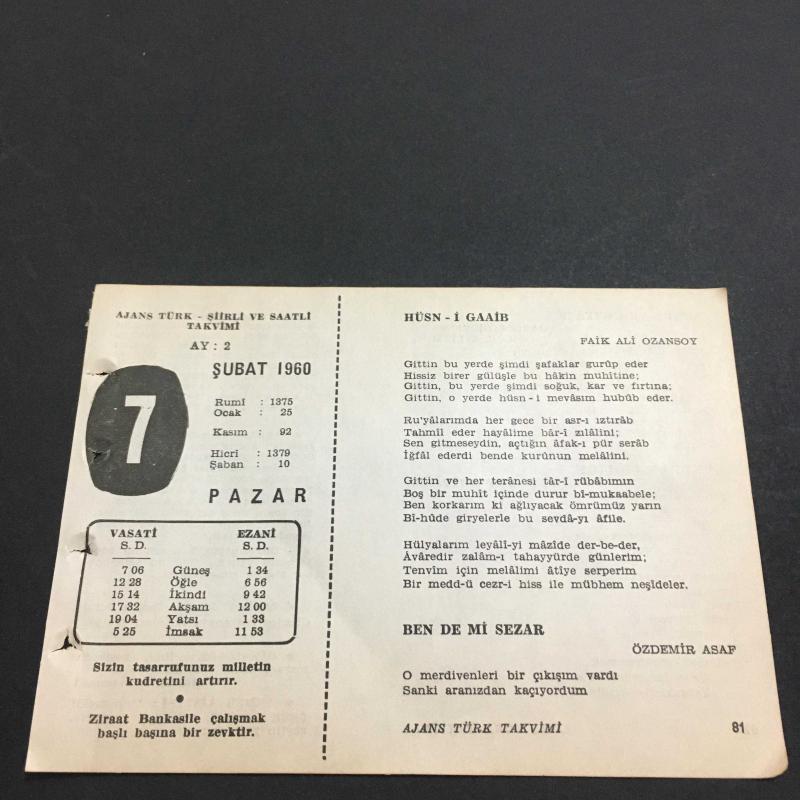 AJANS TÜRK - ŞİİRLİ VE SAATLİ
TAKVİMİ
AY : 2
ŞUBAT 1960
7
Rumî : 1375
Ocak : 25
Kasım : 92
Hicrî : 1379
Şaban : 10
PAZAR
VASATİ EZANİ
S. D. S. D.
7 06 Güneş 1 34
12 28 Öğle 6 56
15 14 İkindi 9 42
17 32 Akşam 12 00
19 04 Yatsı 1 33
5 25 İmsak 11 53
Sizin tasarrufunuz milletin
kudretini artırır.
Ziraat Bankasile çalışmak
başlı başına bir zevktir.
HÜSN - İ GAAİB
FAİK ALİ OZANSOY
Gittin bu yerde şimdi şafaklar gurûp eder
Hissiz birer gülüşle bu hâkin muhitine;
Gittin, bu yerde şimdi soğuk, kar ve fırtına;
Gittin, o yerde hüsn - i mevâsım hubûb eder.
Ru'yâlarımda her gece bir asr-ı ıztırâb
Tahmîl eder hayâlime bâr-î zılâlini;
Sen gitmeseydin, açtığın âfak-ı pür serâb
İğfâl ederdi bende kurûnun melâlini.
Gittin ve her terânesi târ-î rübâbımın
Boş bir muhît içinde durur bî-mukaabele;
Ben korkarım ki ağlıyacak ömrümüz yarın
Bî-hûde giryelerle bu sevdâ-yı âfile.
Hülyalarım leyâlî-yi mâzîde der-be-der,
Âvâredir zalâm-ı tahayyürde günlerim;
Tenvîm için melâlimi âtîye serperim
Bir medd-ü cezr-i hiss ile mübhem neşîdeler.
BEN DE Mİ SEZAR
ÖZDEMİR ASAF
O merdivenleri bir çıkışım vardı
Sanki aranızdan kaçıyordum
AJANS TÜRK TAKVİMİ 81